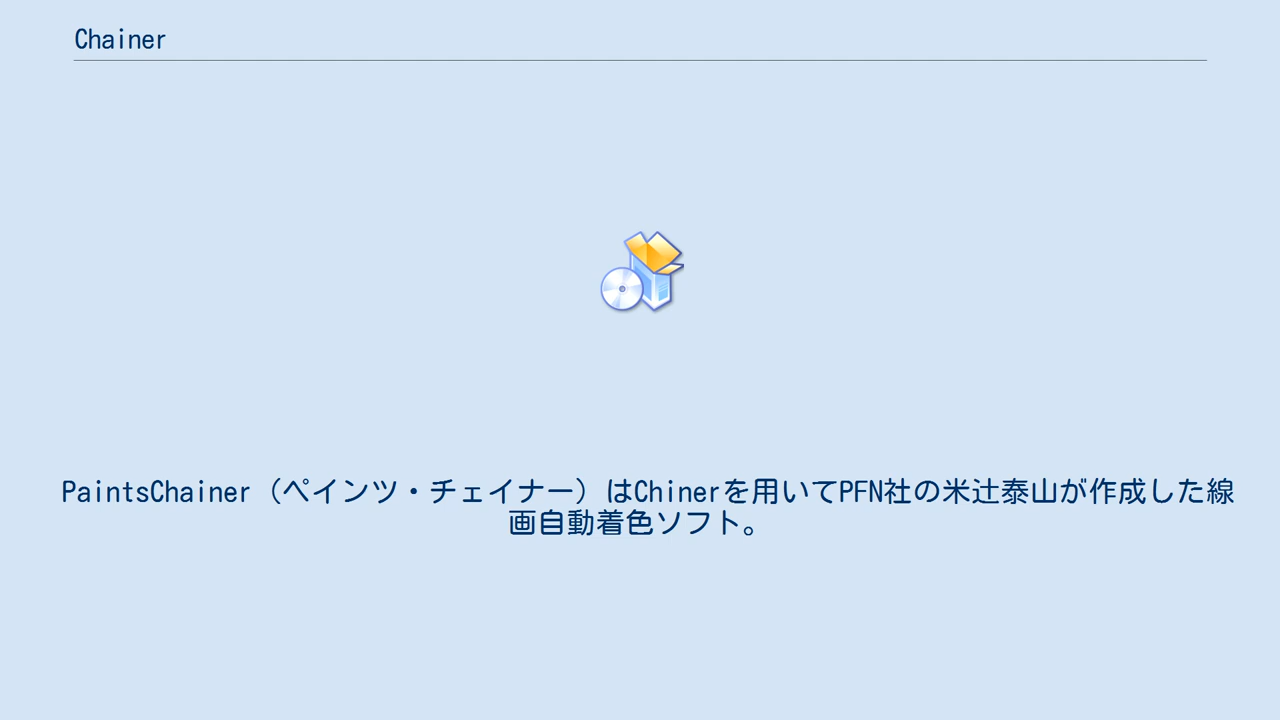 Chainer
PaintsChainer（ペインツ・チェイナー）はChinerを用いてPFN社の米辻泰山が作成した線
画自動着色ソフト。